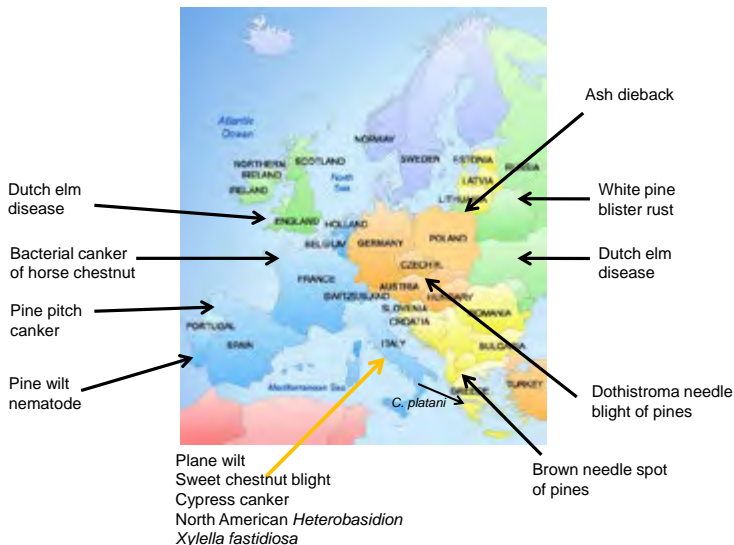 Ash dieback
Atlantic
Ocean
NORWAY
NORTHERN
IRELAND
SCOTLAND
SWEDEN
ESTONIA
RUSSIA
North
Sea
LATVIA
IRELAND
LITHUANIA
Dutch elm
disease
White pine
blister rust
ENGLAND
HOLLAND
BELGIUM
GERMANY
POLAND
Bacterial canker
of horse chestnut
Dutch elm
disease
CZECH R.
FRANCE
AUSTRIA
SWITZERLAND
HUNGARY
SLOVENIA
ROMANIA
CROATIA
Pine pitch
canker
PORTUGAL
SPAIN
ITALY
BULGARIA
Pine wilt
nematode
Mediterranean Sea
GREECE
TURKEY
C. platani
Dothistroma needle
blight of pines
Plane wilt
Sweet chestnut blight
Cypress canker
North American Heterobasidion
Xylella fastidiosa
Brown needle spot
of pines